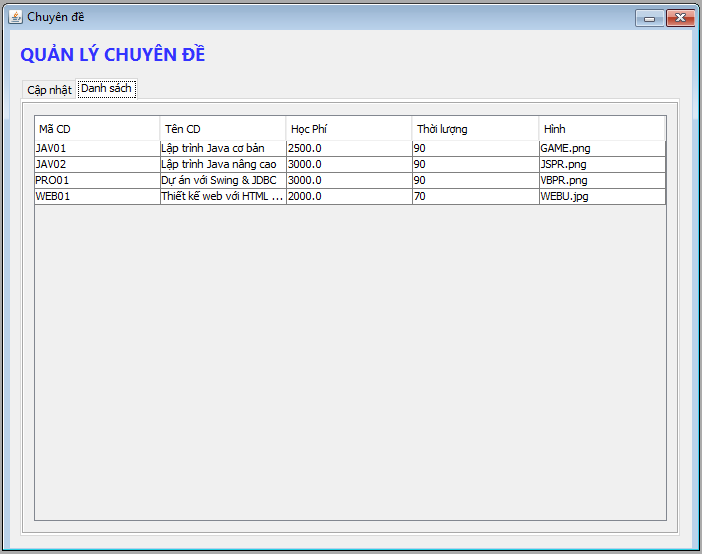 Chuyên đề
QUẢN LÝ CHUYÊN ĐỀ
Cập nhật Danh sách
Mã CD Tên CD Học Phí Thời lượng Hình
JAV01 Lập trình Java cơ bản 2500.0 90 GAME.png
JAV02 Lập trình Java nâng cao 3000.0 90 JSPR.png
PRO01 Dự án với Swing & JDBC 3000.0 90 VBPR.png
WEB01 Thiết kế web với HTML ... 2000.0 70 WEBU.jpg